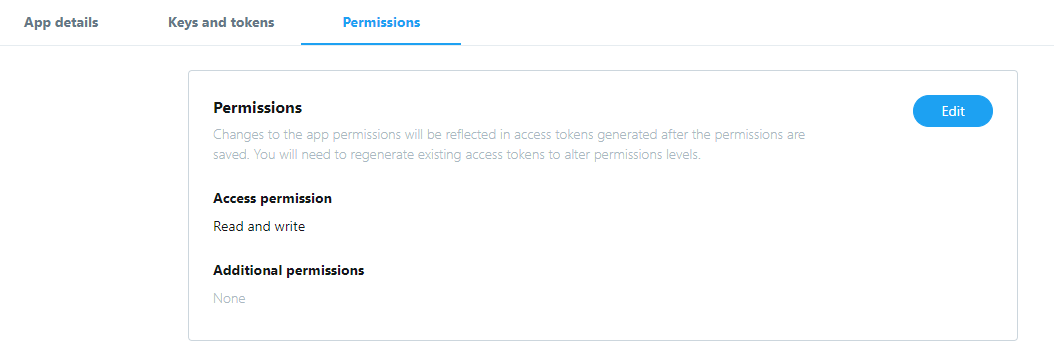 App details Keys and tokens Permissions
Permissions
Edit
Changes to the app permissions will be reflected in access tokens generated after the permissions are
saved. You will need to regenerate existing access tokens to alter permissions levels.
Access permission
Read and write
Additional permissions
None